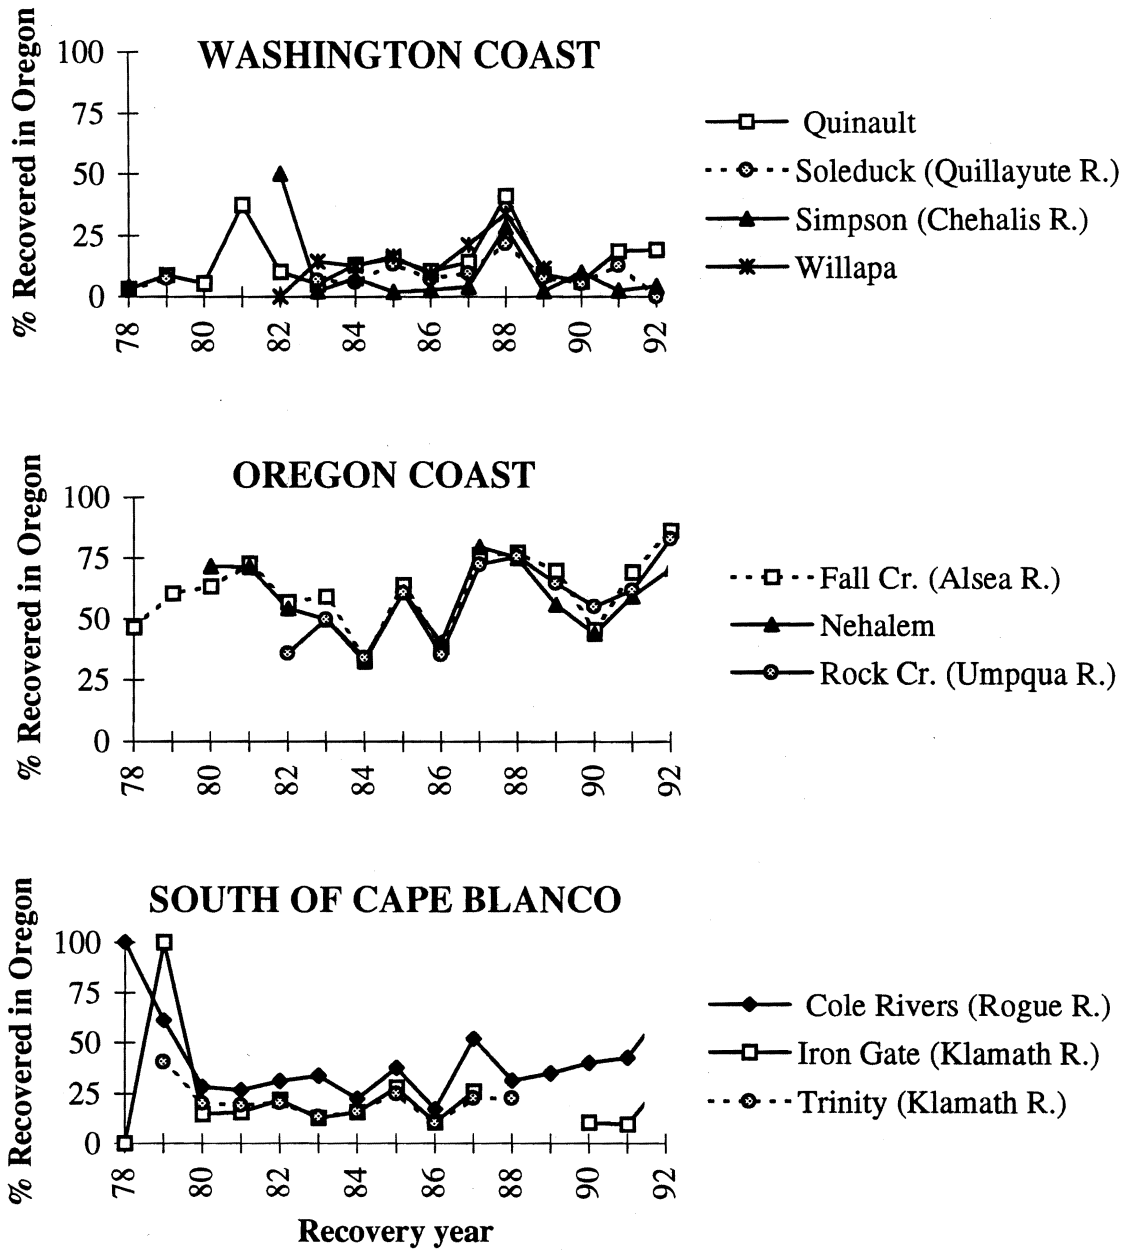 WASHINGTON COAST
% Recovered in Oregon
100
75
50
25
0
78
80
82
84
86
88
90
92
Quinault
Soleduck (Quillayute R.)
Simpson (Chehalis R.)
Willapa
OREGON COAST
% Recovered in Oregon
100
75
50
25
0
78
80
82
84
86
88
90
92
Fall Cr. (Alsea R.)
Nehalem
Rock Cr. (Umpqua R.)
SOUTH OF CAPE BLANCO
% Recovered in Oregon
100
75
50
25
0
78
80
82
84
86
88
90
92
Cole Rivers (Rogue R.)
Iron Gate (Klamath R.)
Trinity (Klamath R.)
Recovery year